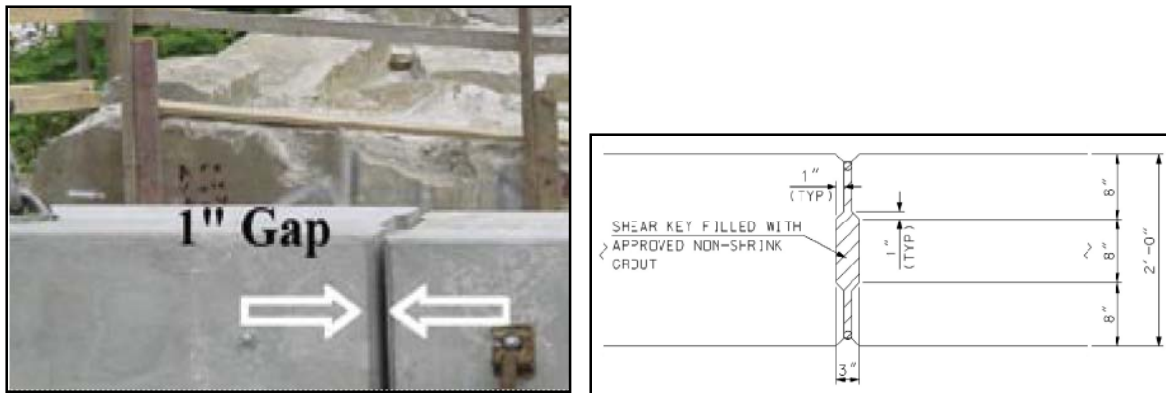 1" Gap
1"
(TYP)
SHEAR KEY FILLED WITH
APPROVED NON-SHRINK
GROUT
1"
(TYP)
8"
8"
8"
2'-0"
3"